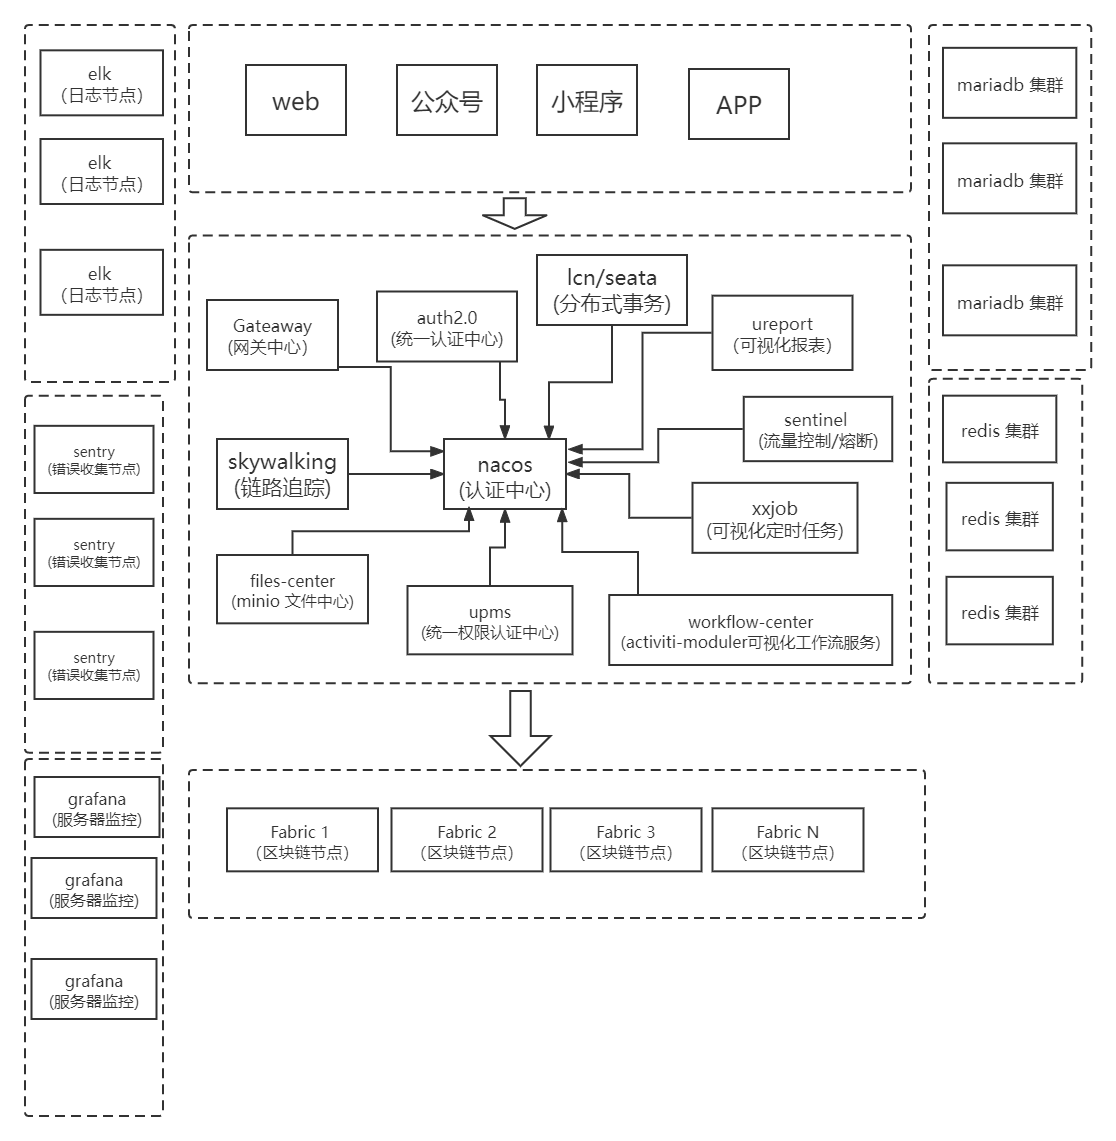 elk
(日志节点)
elk
(日志节点)
elk
(日志节点)
web
公众号
小程序
APP
mariadb 集群
mariadb 集群
mariadb 集群
Gateaway
(网关中心)
auth2.0
(统一认证中心)
lcn/seata
(分布式事务)
ureport
(可视化报表)
sentinel
(流量控制/熔断)
skywalking
(链路追踪)
nacos
(认证中心)
xxjob
(可视化定时任务)
files-center
(minio 文件中心)
upms
(统一权限认证中心)
workflow-center
(activiti-moduler可视化工作流服务)
redis 集群
redis 集群
redis 集群
sentry
(错误收集节点)
sentry
(错误收集节点)
sentry
(错误收集节点)
grafana
(服务器监控)
grafana
(服务器监控)
grafana
(服务器监控)
Fabric 1
(区块链节点)
Fabric 2
(区块链节点)
Fabric 3
(区块链节点)
Fabric N
(区块链节点)